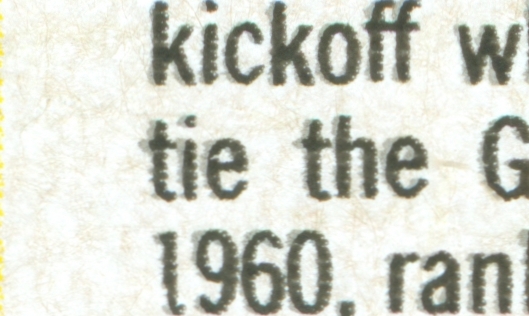 kickoff
tie the
1960,